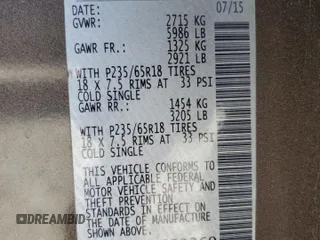 DATE: 07/15
GVWR: 2715 KG
5986 LB
GAWR FR.: 1325 KG
2921 LB
WITH P235/65R18 TIRES
18 X 7.5 RIMS AT 33 PSI
COLD SINGLE
GAWR RR.: 1454 KG
3205 LB
WITH P235/65R18 TIRES
18 X 7.5 RIMS AT 33 PSI
COLD SINGLE
THIS VEHICLE CONFORMS TO
ALL APPLICABLE FEDERAL
MOTOR VEHICLE SAFETY AND
THEFT PREVENTION
STANDARDS IN EFFECT ON
THE DATE OF MANUFACTURE
SHOWN ABOVE.